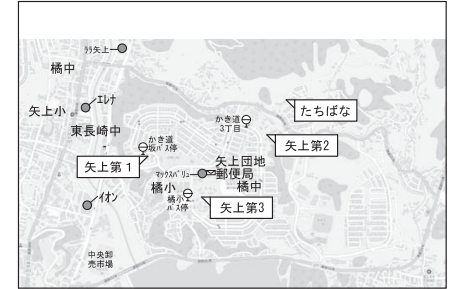 ララ矢上
橘中
エレナ
矢上小
東長崎中
たちばな
かき道
3丁目
かき道
坂バス停
矢上第2
矢上第1
矢上団地
マックスバリュー
郵便局
橘小
橘中
橘小
バス停
矢上第3
イオン
中央卸
売市場